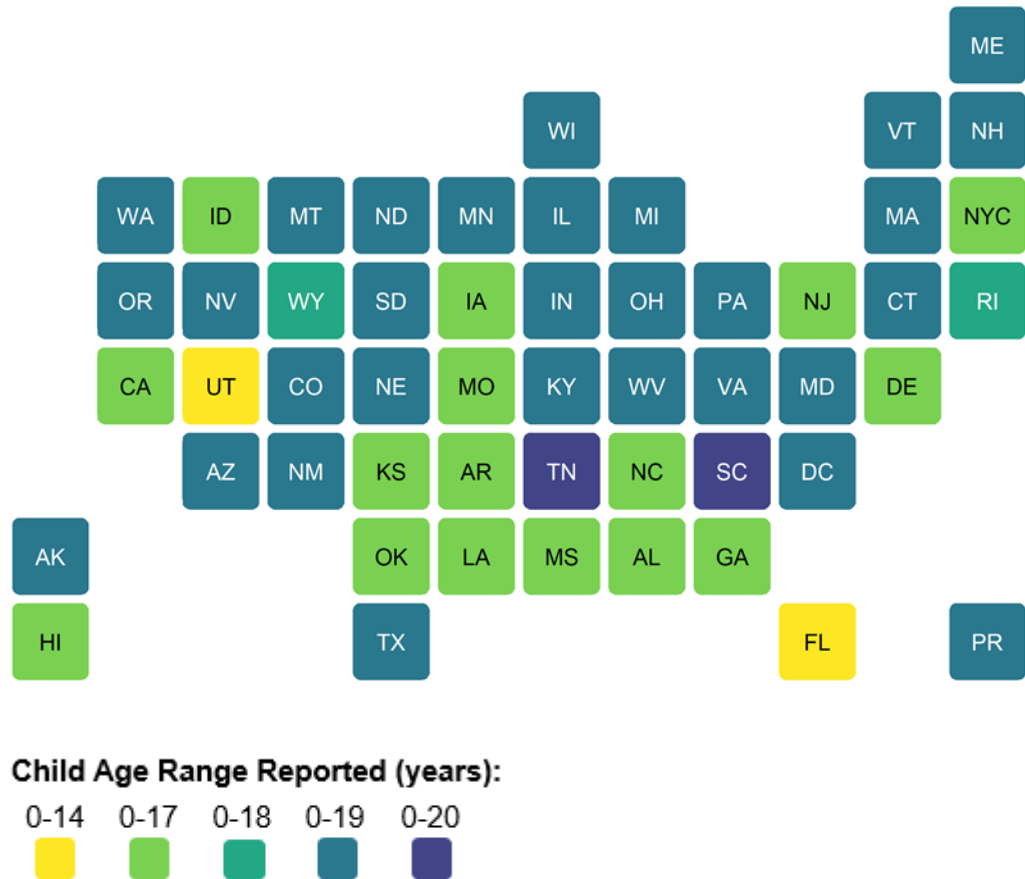 ME
WI VT NH
WA ID MT ND MN IL MI MA NYC
OR NV WY SD IA IN OH PA NJ CT RI
CA UT CO NE MO KY WV VA MD DE
AZ NM KS AR TN NC SC DC
AK OK LA MS AL GA
HI TX FL PR
Child Age Range Reported (years):
0-14 0-17 0-18 0-19 0-20